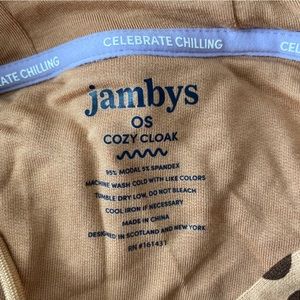 CELEBRATE CHILLING
CELEBRATE CHILLING
jambys
OS
COZY CLOAK
95% MODAL 5% SPANDEX
MACHINE WASH COLD WITH LIKE COLORS
TUMBLE DRY LOW, DO NOT BLEACH
COOL IRON IF NECESSARY
MADE IN CHINA
DESIGNED IN SCOTLAND AND NEW YORK
RN #161431